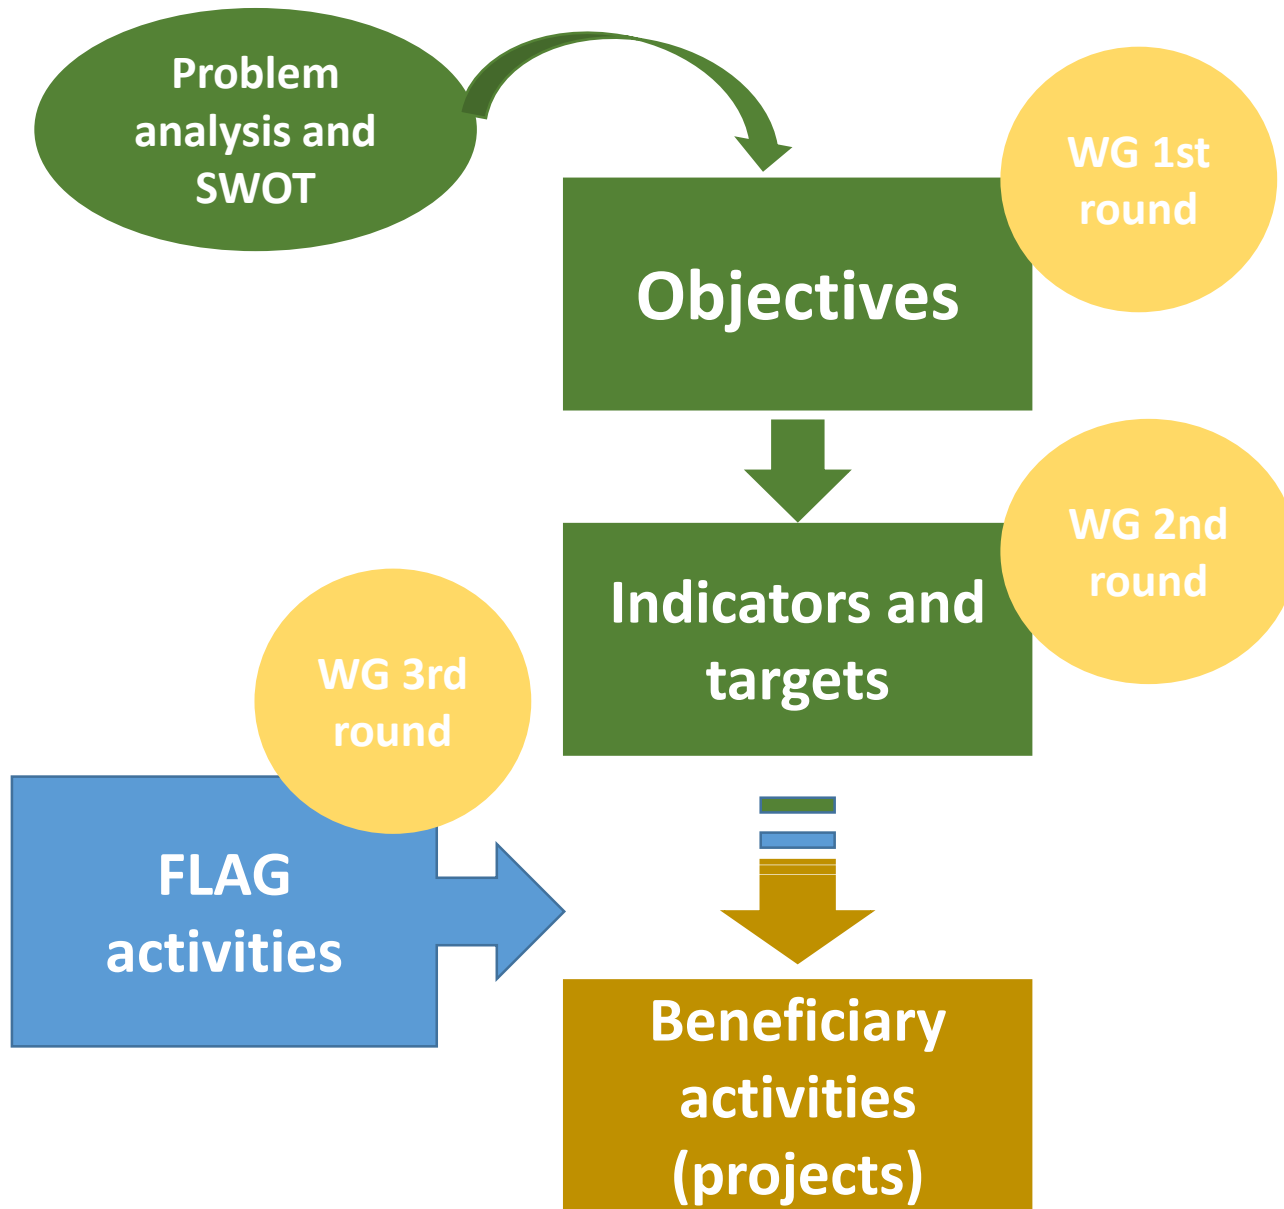 Problem
analysis and
SWOT
WG 1st
round
Objectives
WG 2nd
round
Indicators and
targets
WG 3rd
round
FLAG
activities
Beneficiary
activities
(projects)